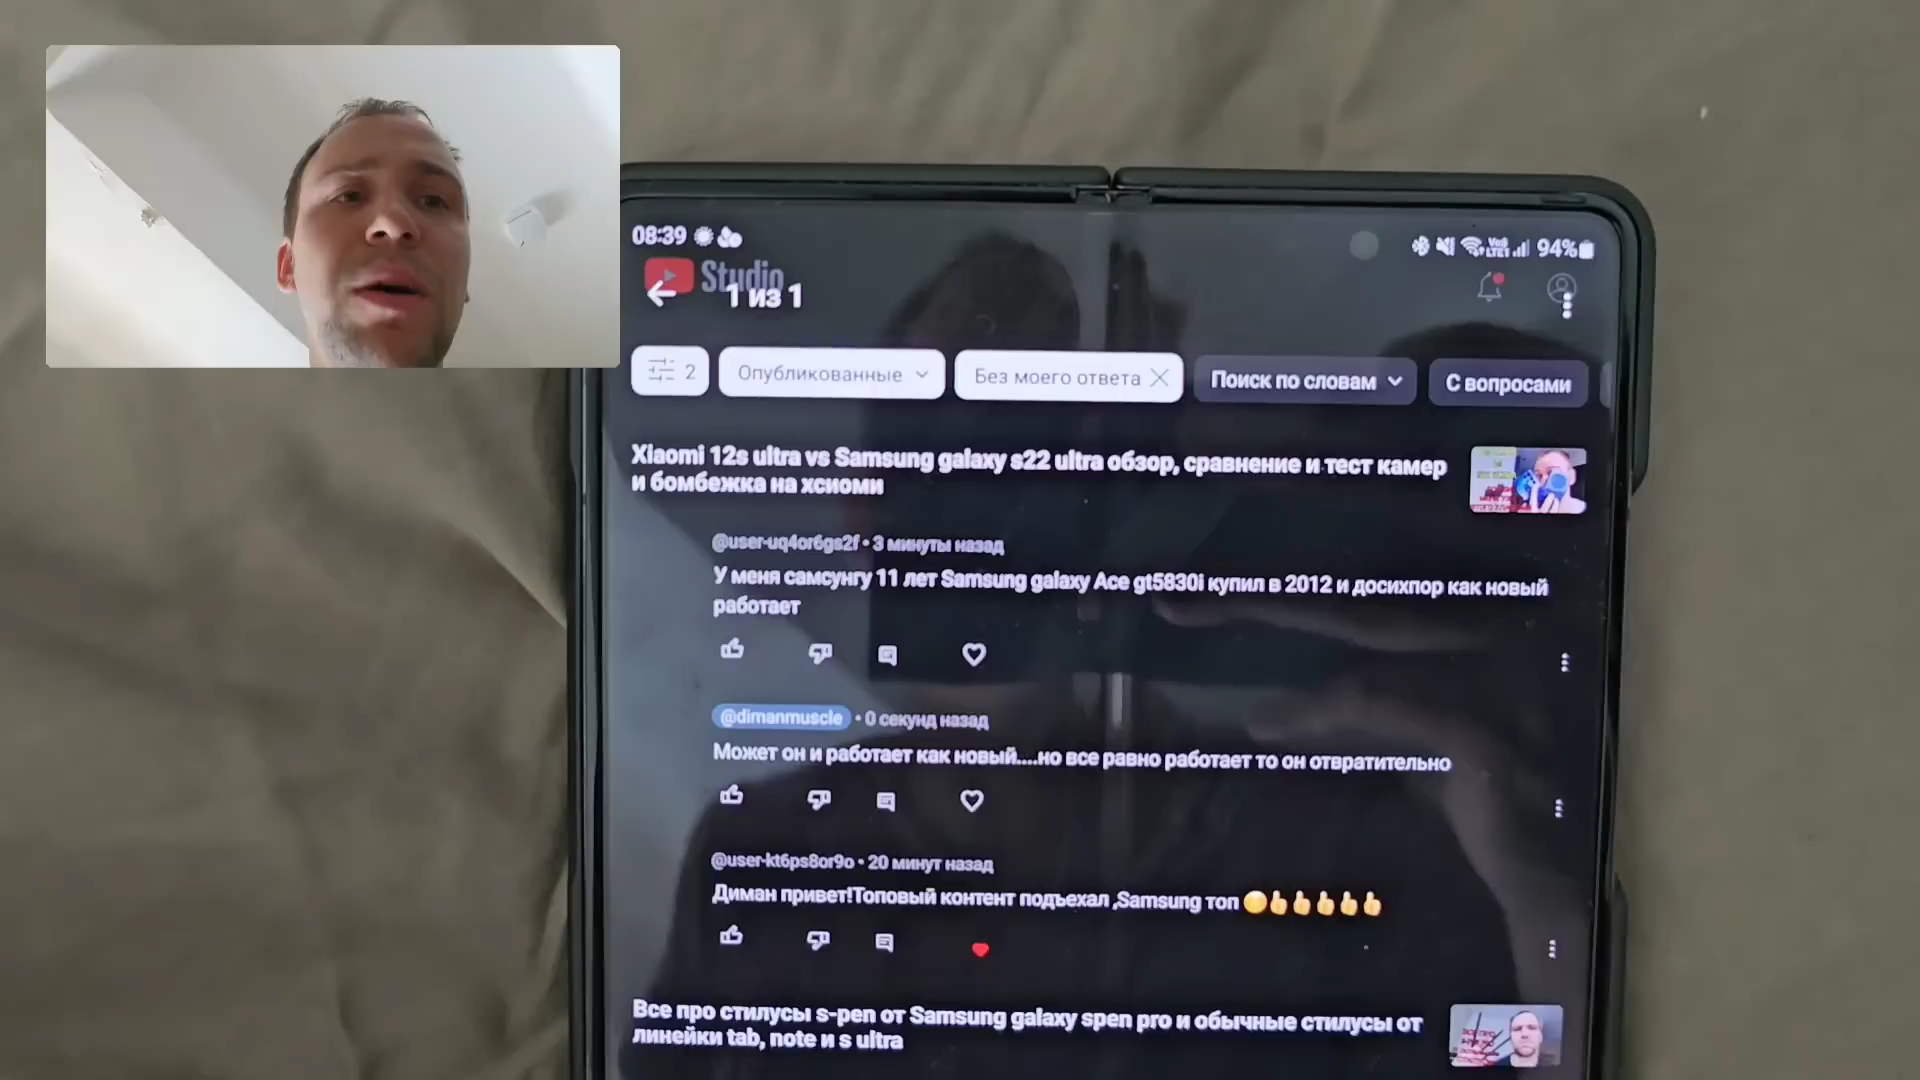 08:39
94%
Studio
1 из 1
2
Опубликованные
Без моего ответа
Поиск по словам
С вопросами
Xiaomi 12s ultra vs Samsung galaxy s22 ultra обзор, сравнение и тест камер
и бомбежка на хсиоми
@user-uq4or6gs2f • 3 минуты назад
У меня самсунгу 11 лет Samsung galaxy Ace gt5830i купил в 2012 и досихпор как новый
работает
@dimanmuscle • 0 секунд назад
Может он и работает как новый....но все равно работает то он отвратительно
@user-kt6ps8or9o • 20 минут назад
Диман привет!Топовый контент подъехал ,Samsung топ
Все про стилусы s-pen от Samsung galaxy spen pro и обычные стилусы от
линейки tab, note и s ultra